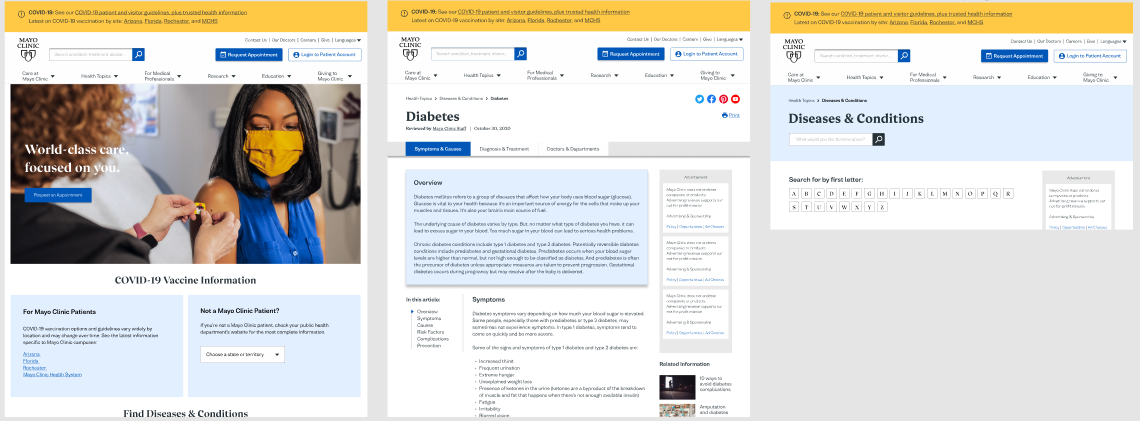 COVID-19: See our COVID-19 patient and visitor guidelines, plus trusted health information
Latest on COVID-19 vaccination by site: Arizona, Florida, Rochester, and MCHS
MAYO
CLINIC
Contact Us | Our Doctors | Careers | Give | Languages
Search condition, treatment, doctor...
Request Appointment
Login to Patient Account
Care at
Mayo Clinic
Health Topics
For Medical
Professionals
Research
Education
Giving to
Mayo Clinic
World-class care,
focused on you.
Request an Appointment
COVID-19 Vaccine Information
For Mayo Clinic Patients
COVID-19 vaccination options and guidelines vary widely by
location and may change over time. See the latest information
specific to Mayo Clinic campuses:
Arizona
Florida
Rochester
Mayo Clinic Health System
Not a Mayo Clinic Patient?
If you're not a Mayo Clinic patient, check your public health
department's website for the most complete information.
Choose a state or territory
Find Diseases & Conditions
COVID-19: See our COVID-19 patient and visitor guidelines, plus trusted health information
Latest on COVID-19 vaccination by site: Arizona, Florida, Rochester, and MCHS
MAYO
CLINIC
Contact Us | Our Doctors | Careers | Give | Languages
Search condition, treatment, doctor...
Request Appointment
Login to Patient Account
Care at
Mayo Clinic
Health Topics
For Medical
Professionals
Research
Education
Giving to
Mayo Clinic
Health Topics > Diseases & Conditions > Diabetes
Diabetes
Print
Reviewed by Mayo Clinic Staff | October 30, 2020
Symptoms & Causes
Diagnosis & Treatment
Doctors & Departments
Overview
Diabetes mellitus refers to a group of diseases that affect how your body uses blood sugar (glucose).
Glucose is vital to your health because it's an important source of energy for the cells that make up your
muscles and tissues. It's also your brain's main source of fuel.
The underlying cause of diabetes varies by type. But, no matter what type of diabetes you have, it can
lead to excess sugar in your blood. Too much sugar in your blood can lead to serious health problems.
Chronic diabetes conditions include type 1 diabetes and type 2 diabetes. Potentially reversible diabetes
conditions include prediabetes and gestational diabetes. Prediabetes occurs when your blood sugar
levels are higher than normal, but not high enough to be classified as diabetes. And prediabetes is often
the precursor of diabetes unless appropriate measures are taken to prevent progression. Gestational
diabetes occurs during pregnancy but may resolve after the baby is delivered.
In this article:
Overview
Symptoms
Causes
Risk Factors
Complications
Prevention
Symptoms
Diabetes symptoms vary depending on how much your blood sugar is elevated.
Some people, especially those with prediabetes or type 2 diabetes, may
sometimes not experience symptoms. In type 1 diabetes, symptoms tend to
come on quickly and be more severe.
Some of the signs and symptoms of type 1 diabetes and type 2 diabetes are:
- Increased thirst
- Frequent urination
- Extreme hunger
- Unexplained weight loss
- Presence of ketones in the urine (ketones are a byproduct of the breakdown
of muscle and fat that happens when there's not enough available insulin)
- Fatigue
- Irritability
- Blurred vision
Advertisement
Mayo Clinic does not endorse
companies or products.
Advertising revenue supports our
not-for-profit mission.
Advertising & Sponsorship
Policy | Opportunities | Ad Choices
Mayo Clinic does not endorse
companies or products.
Advertising revenue supports our
not-for-profit mission.
Advertising & Sponsorship
Policy | Opportunities | Ad Choices
Mayo Clinic does not endorse
companies or products.
Advertising revenue supports our
not-for-profit mission.
Advertising & Sponsorship
Policy | Opportunities | Ad Choices
Related Information
10 ways to
avoid diabetes
complications
Amputation
and diabetes
COVID-19: See our COVID-19 patient and visitor guidelines, plus trusted health information
Latest on COVID-19 vaccination by site: Arizona, Florida, Rochester, and MCHS
MAYO
CLINIC
Contact Us | Our Doctors | Careers | Give | Languages
Search condition, treatment, doctor...
Request Appointment
Login to Patient Account
Care at
Mayo Clinic
Health Topics
For Medical
Professionals
Research
Education
Giving to
Mayo Clinic
Health Topics > Diseases & Conditions
Diseases & Conditions
Search for by first letter:
A B C D E F G H I J K L M N O P Q R
S T U V W X Y Z
Advertisement
Mayo Clinic does not endorse
companies or products.
Advertising revenue supports our
not-for-profit mission.
Advertising & Sponsorship
Policy | Opportunities | Ad Choices